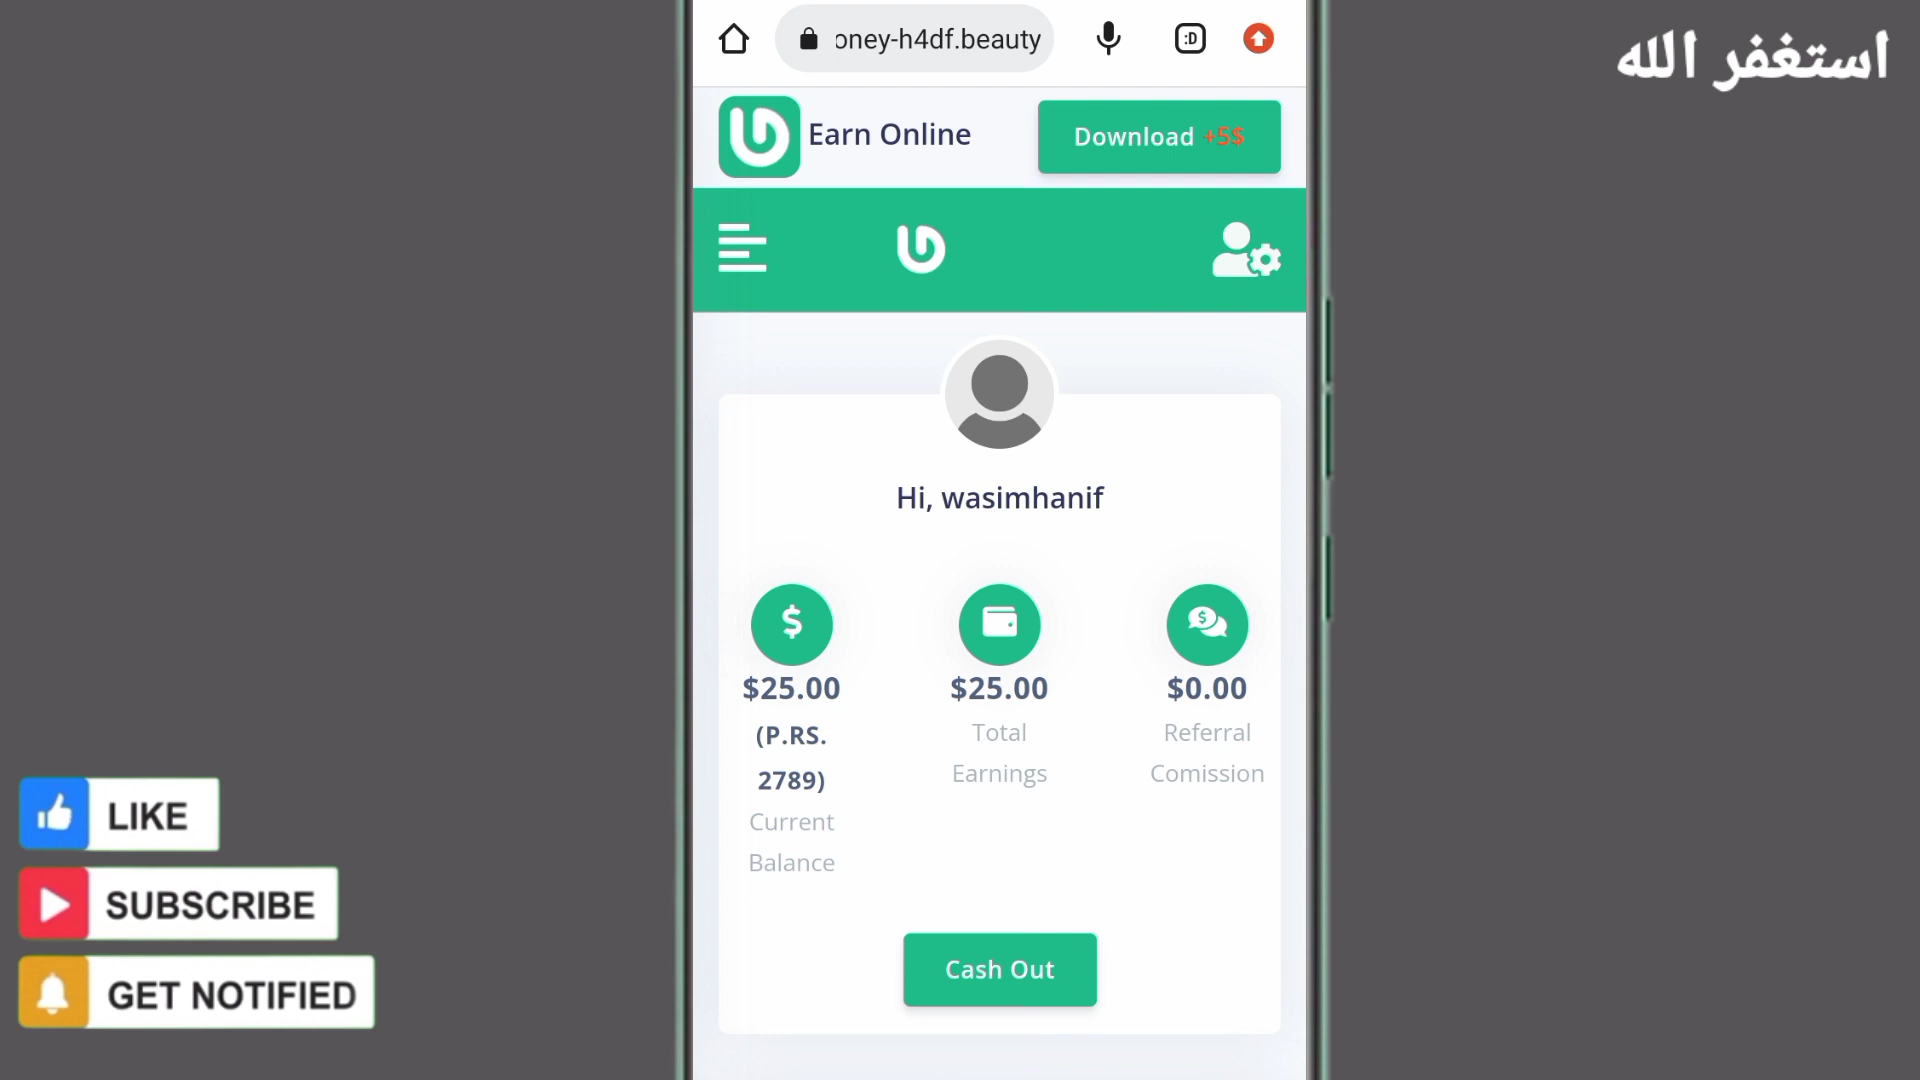 oney-h4df.beauty
:D
استغفر الله
Earn Online
Download +5$
Hi, wasimhanif
$25.00
(P.RS.
2789)
Current
Balance
$25.00
Total
Earnings
$0.00
Referral
Comission
Cash Out
LIKE
SUBSCRIBE
GET NOTIFIED